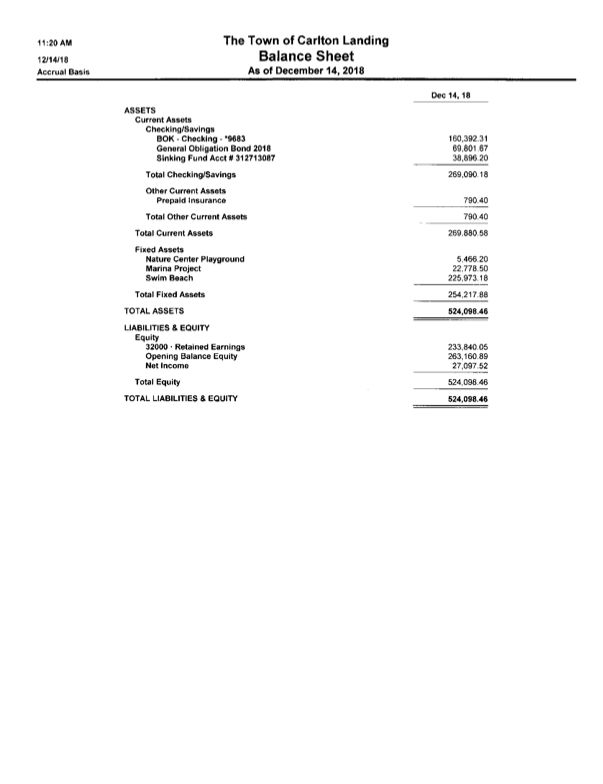 11:20 AM
The Town of Carlton Landing
12/14/18
Balance Sheet
Accrual Basis
As of December 14, 2018
Dec 14, 18
ASSETS
Current Assets
Checking/Savings
BOK - Checking - *9683 160,392.31
General Obligation Bond 2018 69,801.67
Sinking Fund Acct # 312713087 38,896.20
Total Checking/Savings 269,090.18
Other Current Assets
Prepaid Insurance 790.40
Total Other Current Assets 790.40
Total Current Assets 269,880.58
Fixed Assets
Nature Center Playground 5,466.20
Marina Project 22,778.50
Swim Beach 225,973.18
Total Fixed Assets 254,217.88
TOTAL ASSETS 524,098.46
LIABILITIES & EQUITY
Equity
32000 · Retained Earnings 233,840.05
Opening Balance Equity 263,160.89
Net Income 27,097.52
Total Equity 524,098.46
TOTAL LIABILITIES & EQUITY 524,098.46